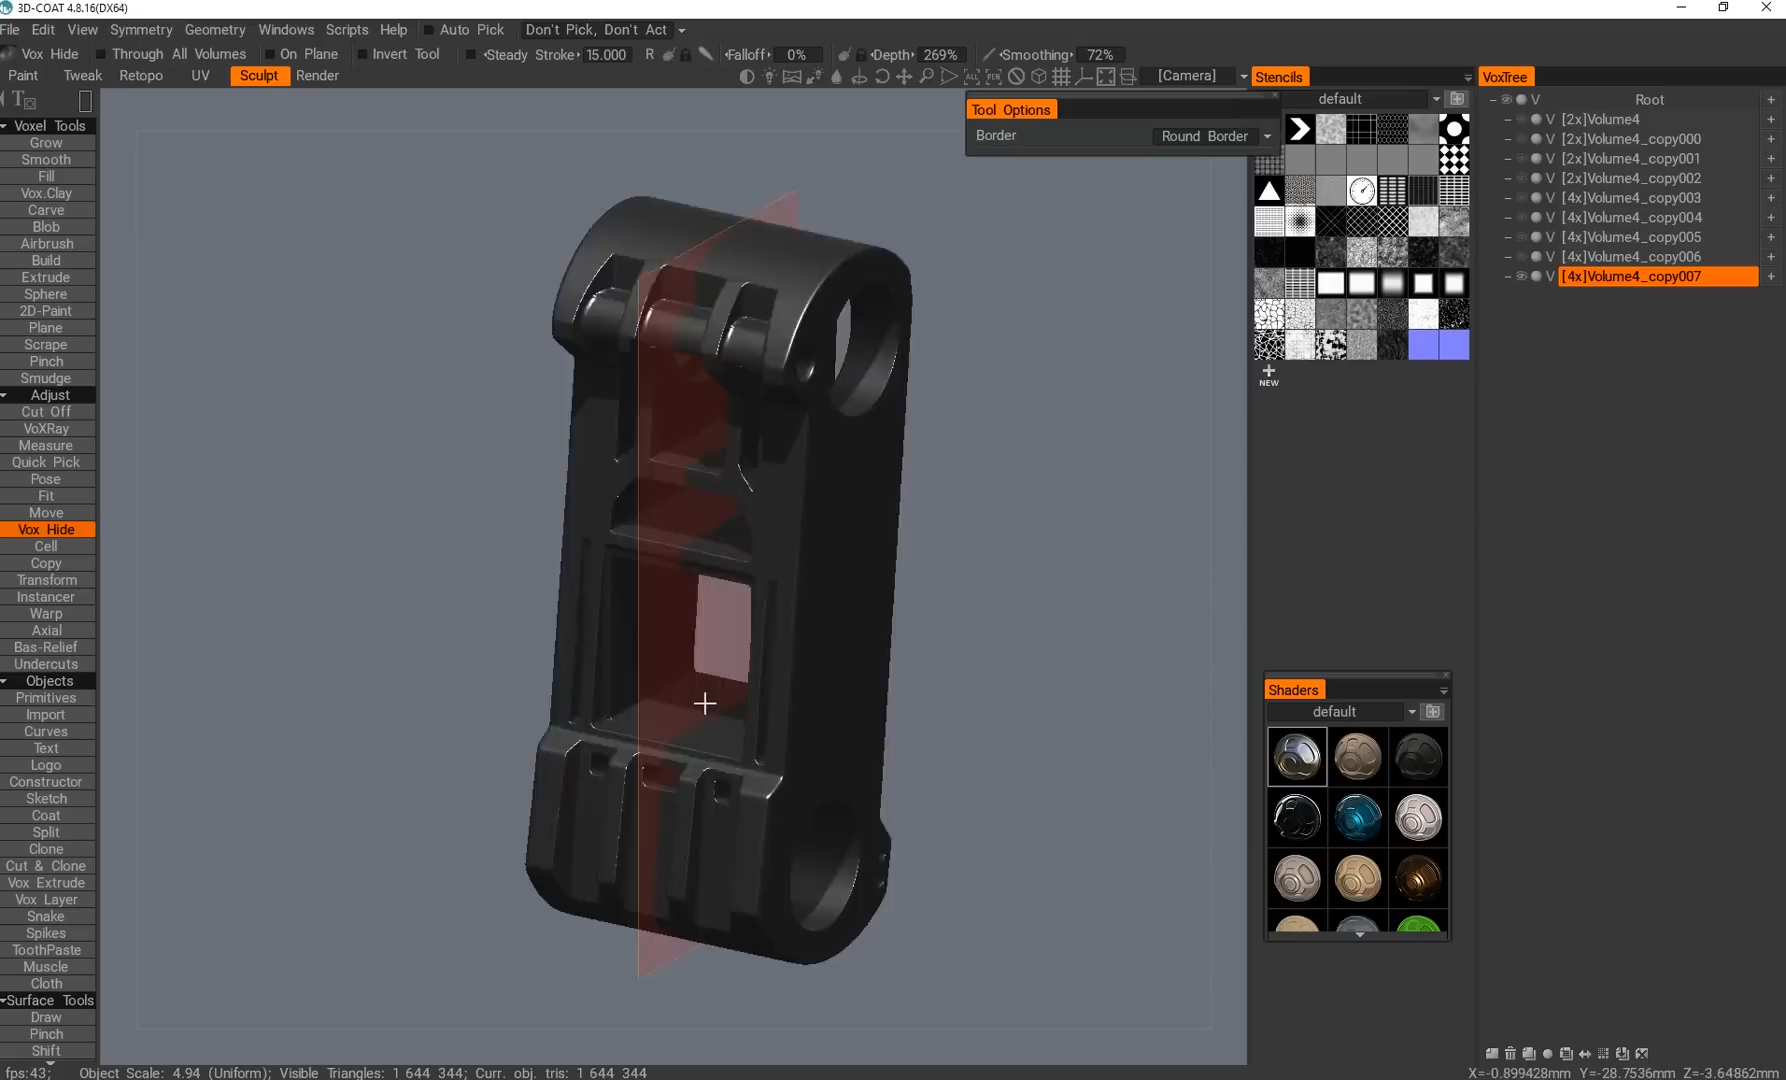 3D-COAT 4.8.16(DX64)
File Edit View Symmetry Geometry Windows Scripts Help Auto Pick Don't Pick, Don't Act
Vox Hide Through All Volumes On Plane Invert Tool Steady Stroke 15.000 R Falloff 0% Depth 269% Smoothing 72%
Paint Tweak Retopo UV Sculpt Render [Camera] Stencils VoxTree
Tool Options
Border Round Border
default
NEW
Shaders
default
Root
[2x]Volume4
[2x]Volume4_copy000
[2x]Volume4_copy001
[2x]Volume4_copy002
[4x]Volume4_copy003
[4x]Volume4_copy004
[4x]Volume4_copy005
[4x]Volume4_copy006
[4x]Volume4_copy007
Voxel Tools
Grow
Smooth
Fill
Vox.Clay
Carve
Blob
Airbrush
Build
Extrude
Sphere
2D-Paint
Plane
Scrape
Pinch
Smudge
Adjust
Cut Off
VoXRay
Measure
Quick Pick
Pose
Fit
Move
Vox Hide
Cell
Copy
Transform
Instancer
Warp
Axial
Bas-Relief
Undercuts
Objects
Primitives
Import
Curves
Text
Logo
Constructor
Sketch
Coat
Split
Clone
Cut & Clone
Vox Extrude
Vox Layer
Snake
Spikes
ToothPaste
Muscle
Cloth
Surface Tools
Draw
Pinch
Shift
fps:43; Object Scale: 4.94 (Uniform); Visible Triangles: 1 644 344; Curr. obj. tris: 1 644 344
X=-0.899428mm Y=-28.7536mm Z=-3.64862mm